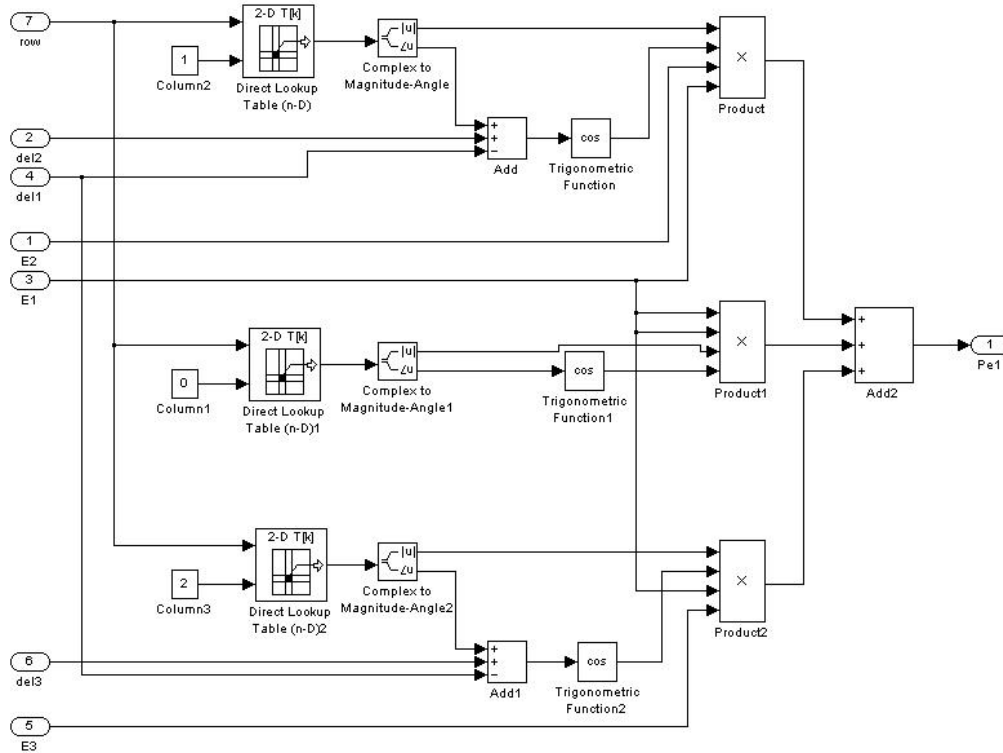 7
row
1
Column2
2-D T[k]
Direct Lookup
Table (n-D)
|u|
∠u
Complex to
Magnitude-Angle
×
Product
2
del2
4
del1
+
+
−
Add
cos
Trigonometric
Function
1
E2
3
E1
0
Column1
2-D T[k]
Direct Lookup
Table (n-D)1
|u|
∠u
Complex to
Magnitude-Angle1
cos
Trigonometric
Function1
×
Product1
+
+
+
Add2
1
Pe1
2
Column3
2-D T[k]
Direct Lookup
Table (n-D)2
|u|
∠u
Complex to
Magnitude-Angle2
×
Product2
6
del3
+
+
−
Add1
cos
Trigonometric
Function2
5
E3